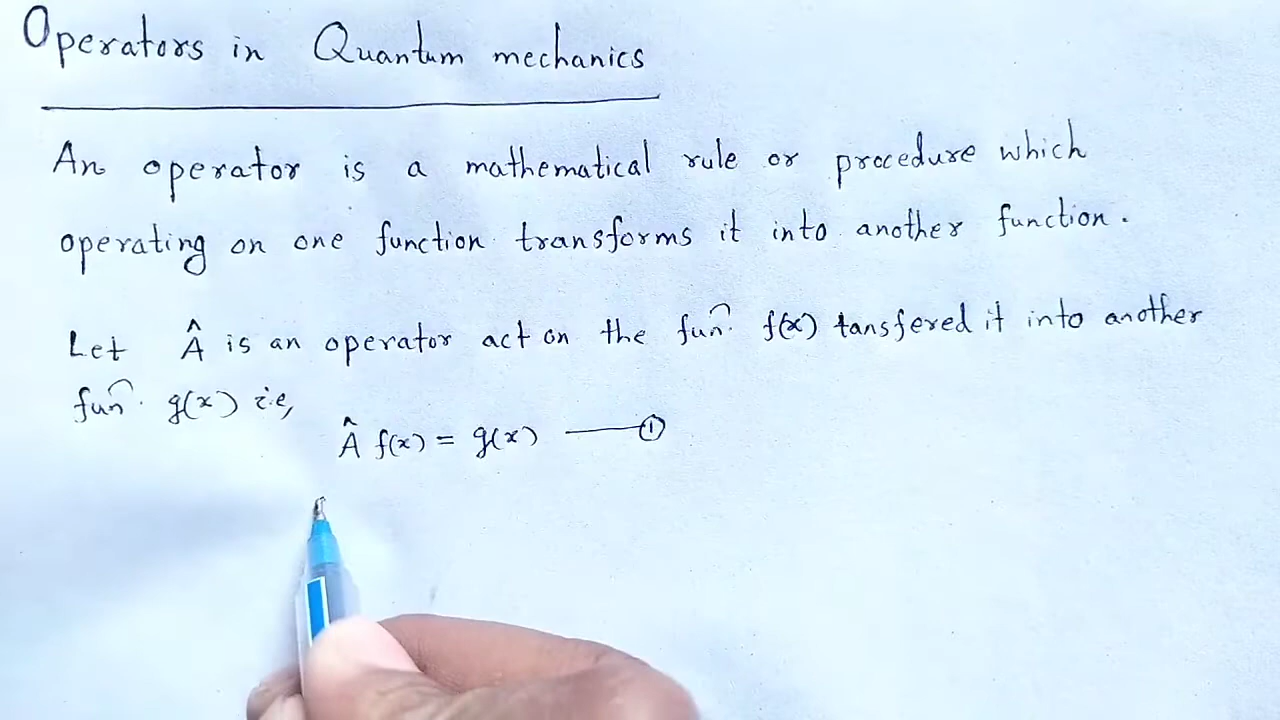 Operators in Quantum mechanics
An operator is a mathematical rule or procedure which
operating on one function transforms it into another function.
Let Â is an operator act on the fun. f(x) tansfered it into another
fun. g(x) i.e,
Â f(x) = g(x) —— ①